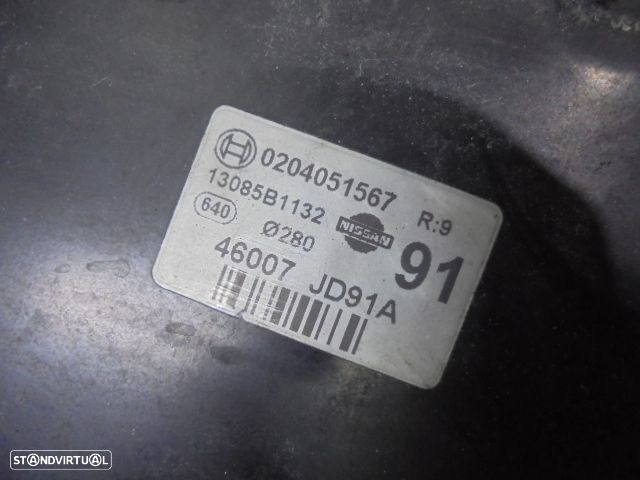 0204051567
13085B1132 R:9
640 Ø280 NISSAN 91
46007 JD91A
STANDVIRTUAL